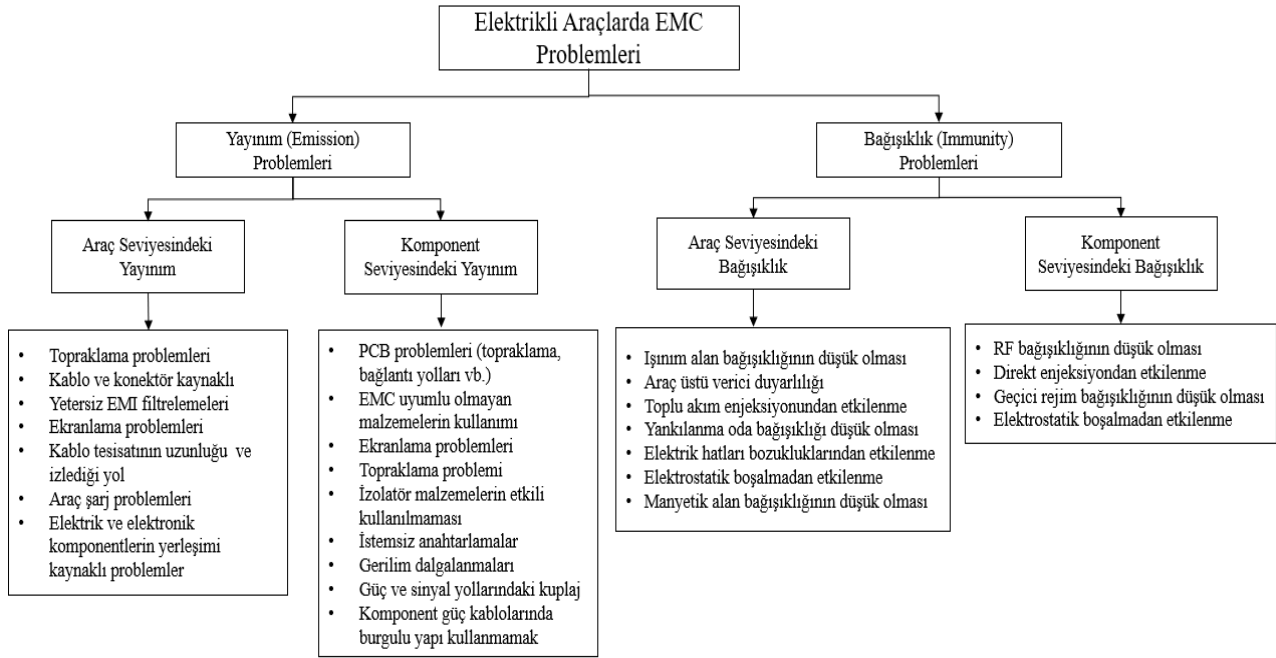 Elektrikli Araçlarda EMC
Problemleri
Yayınım (Emission)
Problemleri
Bağışıklık (Immunity)
Problemleri
Araç Seviyesindeki
Yayınım
Komponent
Seviyesindeki Yayınım
Araç Seviyesindeki
Bağışıklık
Komponent
Seviyesindeki Bağışıklık
• Topraklama problemleri
• Kablo ve konektör kaynaklı
• Yetersiz EMI filtrelemeleri
• Ekranlama problemleri
• Kablo tesisatının uzunluğu ve
izlediği yol
• Araç şarj problemleri
• Elektrik ve elektronik
komponentlerin yerleşimi
kaynaklı problemler
• PCB problemleri (topraklama,
bağlantı yolları vb.)
• EMC uyumlu olmayan
malzemelerin kullanımı
• Ekranlama problemleri
• Topraklama problemi
• İzolatör malzemelerin etkili
kullanılmaması
• İstemsiz anahtarlamalar
• Gerilim dalgalanmaları
• Güç ve sinyal yollarındaki kuplaj
• Komponent güç kablolarında
burgulu yapı kullanmamak
• Işınım alan bağışıklığının düşük olması
• Araç üstü verici duyarlılığı
• Toplu akım enjeksiyonundan etkilenme
• Yankılanma oda bağışıklığı düşük olması
• Elektrik hatları bozukluklarından etkilenme
• Elektrostatik boşalmadan etkilenme
• Manyetik alan bağışıklığının düşük olması
• RF bağışıklığının düşük olması
• Direkt enjeksiyondan etkilenme
• Geçici rejim bağışıklığının düşük olması
• Elektrostatik boşalmadan etkilenme